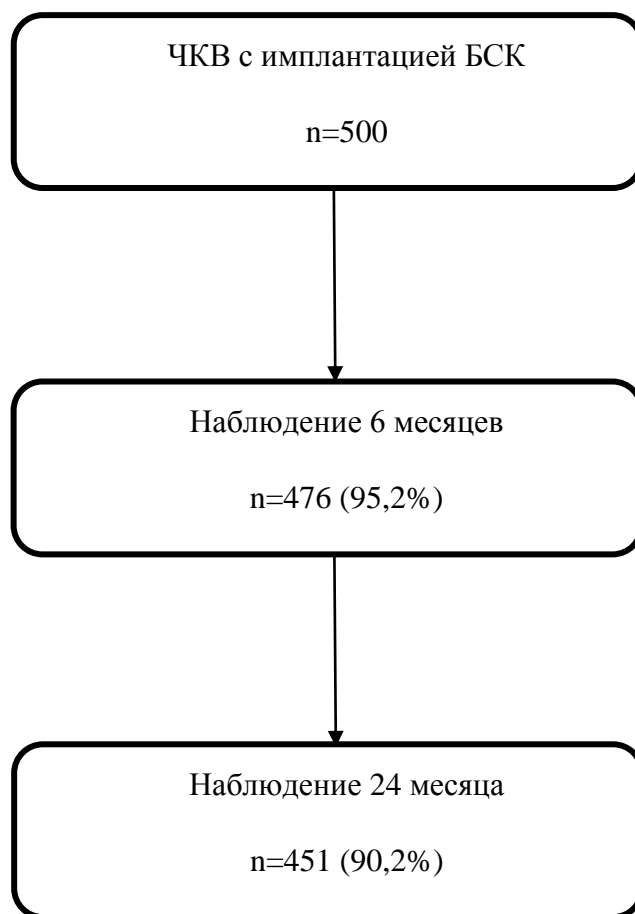 ЧКВ с имплантацией БСК
n=500
Наблюдение 6 месяцев
n=476 (95,2%)
Наблюдение 24 месяца
n=451 (90,2%)